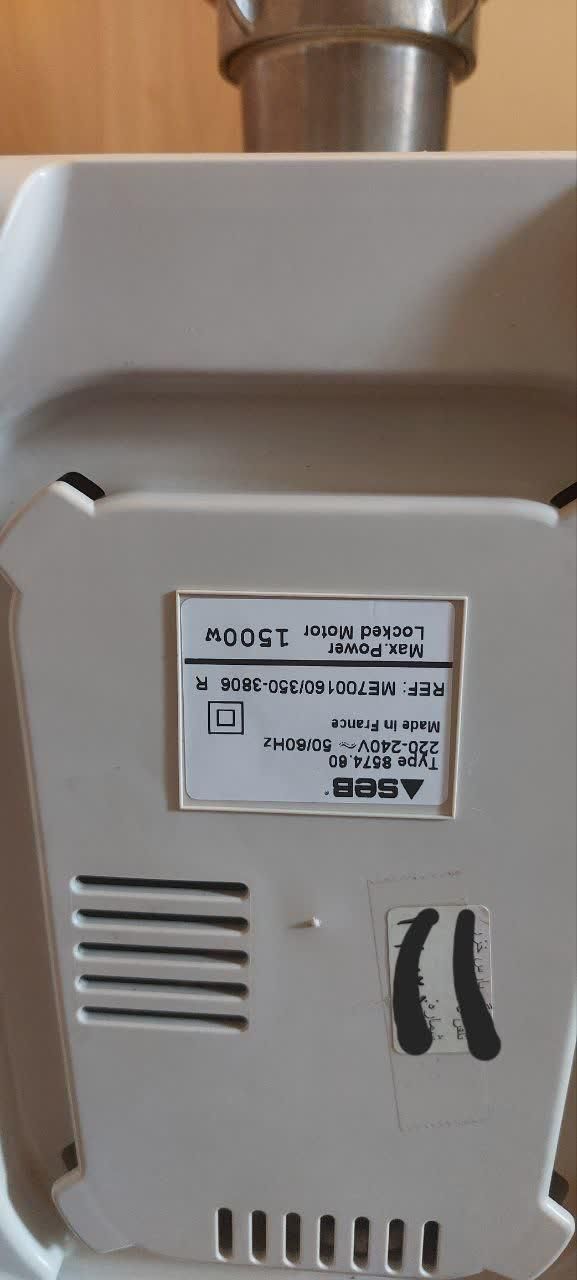 SEB
Type 8574.60
220-240V ~ 50/60Hz
Made in France
REF: ME700160/350-3806 R
Max.Power
Locked Motor 1500w